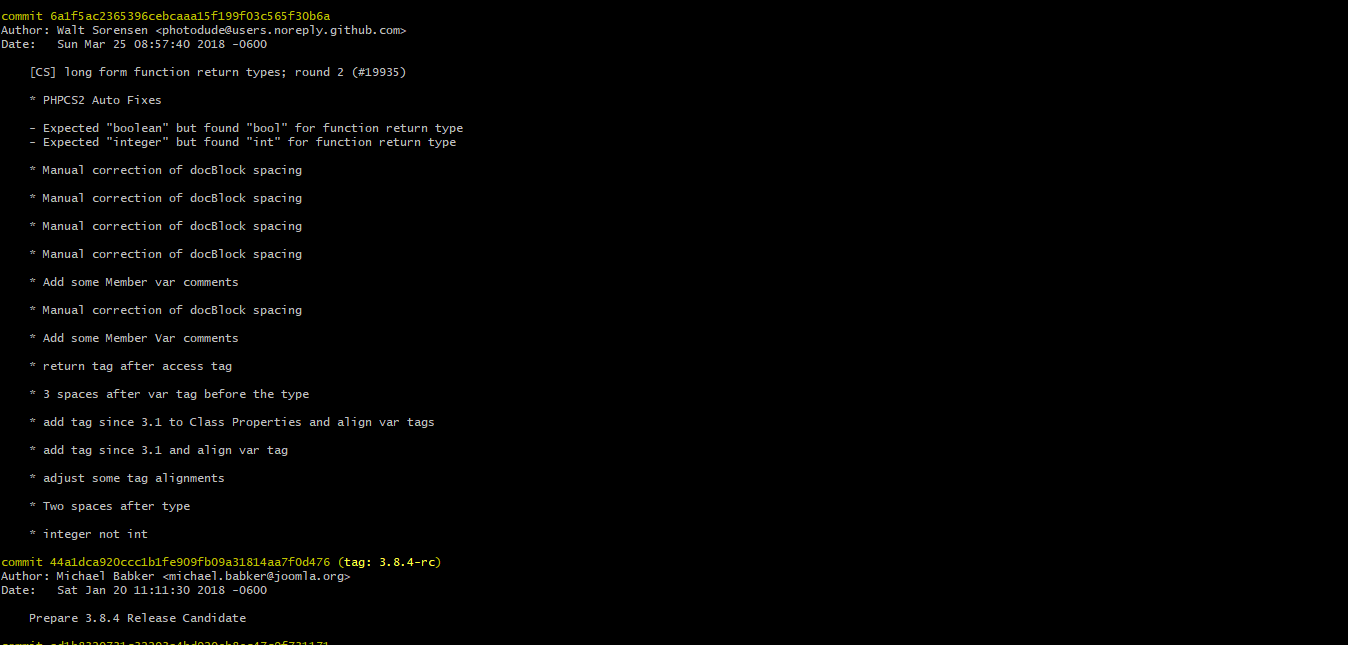 commit 6a1f5ac2365396cebcaaa15f199f03c565f30b6a
Author: Walt Sorensen <photodude@users.noreply.github.com>
Date:   Sun Mar 25 08:57:40 2018 -0600
[CS] long form function return types; round 2 (#19935)
* PHPCS2 Auto Fixes
- Expected "boolean" but found "bool" for function return type
- Expected "integer" but found "int" for function return type
* Manual correction of docBlock spacing
* Manual correction of docBlock spacing
* Manual correction of docBlock spacing
* Manual correction of docBlock spacing
* Add some Member var comments
* Manual correction of docBlock spacing
* Add some Member Var comments
* return tag after access tag
* 3 spaces after var tag before the type
* add tag since 3.1 to Class Properties and align var tags
* add tag since 3.1 and align var tag
* adjust some tag alignments
* Two spaces after type
* integer not int
commit 44a1dca920ccc1b1fe909fb09a31814aa7f0d476 (tag: 3.8.4-rc)
Author: Michael Babker <michael.babker@joomla.org>
Date:   Sat Jan 20 11:11:30 2018 -0600
Prepare 3.8.4 Release Candidate
commit